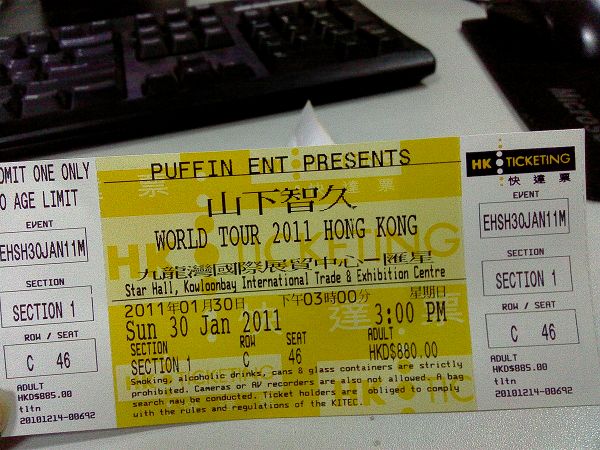 DMIT ONE ONLY
O AGE LIMIT
EVENT
EHSH30JAN11M
SECTION
SECTION 1
ROW / SEAT
C 46
ADULT
HKD$885.00
tltn
20101214-00692
PUFFIN ENT PRESENTS
山下智久
WORLD TOUR 2011 HONG KONG
九龍灣國際展貿中心-匯星
Star Hall, Kowloonbay International Trade & Exhibition Centre
2011年01月30日 下午03時00分 星期日
Sun 30 Jan 2011 3:00 PM
SECTION ROW SEAT ADULT
SECTION 1 C 46 HKD$880.00
Smoking, alcoholic drinks, cans & glass containers are strictly
prohibited. Cameras or AV recorders are also not allowed. A bag
search may be conducted. Ticket holders are obliged to comply
with the rules and regulations of the KITEC.
HK TICKETING
快達票
EVENT
EHSH30JAN11M
SECTION
SECTION 1
ROW / SEAT
C 46
ADULT
HKD$885.00
tltn
20101214-00692
HK TICKETING